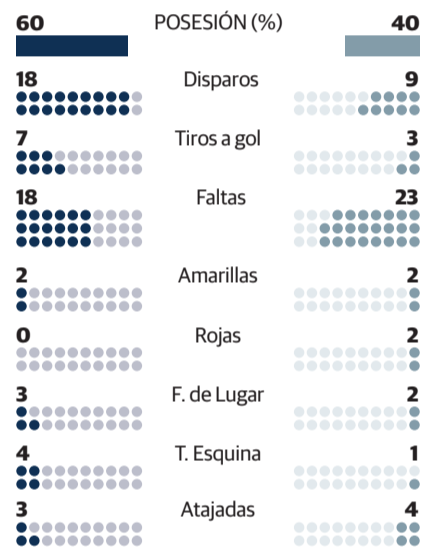 60 POSESIÓN (%) 40
18 Disparos 9
7 Tiros a gol 3
18 Faltas 23
2 Amarillas 2
0 Rojas 2
3 F. de Lugar 2
4 T. Esquina 1
3 Atajadas 4